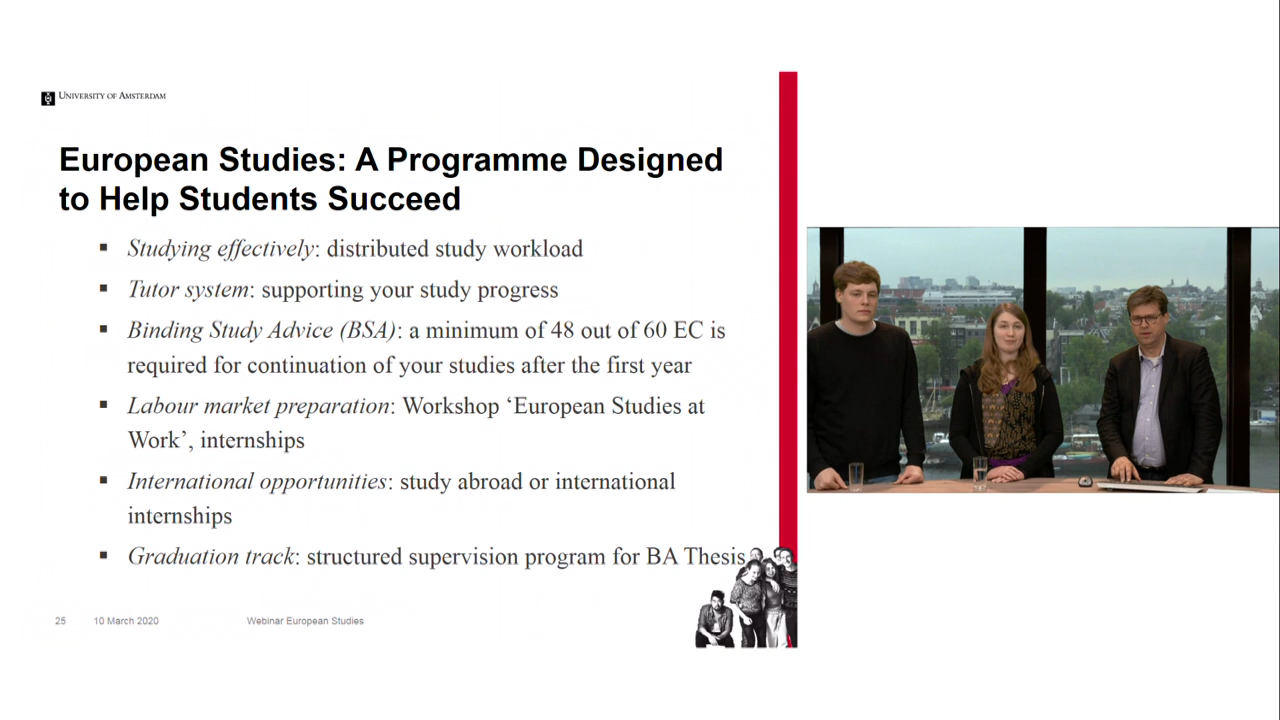 UNIVERSITY OF AMSTERDAM
European Studies: A Programme Designed
to Help Students Succeed
▪ Studying effectively: distributed study workload
▪ Tutor system: supporting your study progress
▪ Binding Study Advice (BSA): a minimum of 48 out of 60 EC is
required for continuation of your studies after the first year
▪ Labour market preparation: Workshop ‘European Studies at
Work’, internships
▪ International opportunities: study abroad or international
internships
▪ Graduation track: structured supervision program for BA Thesis
25 10 March 2020 Webinar European Studies